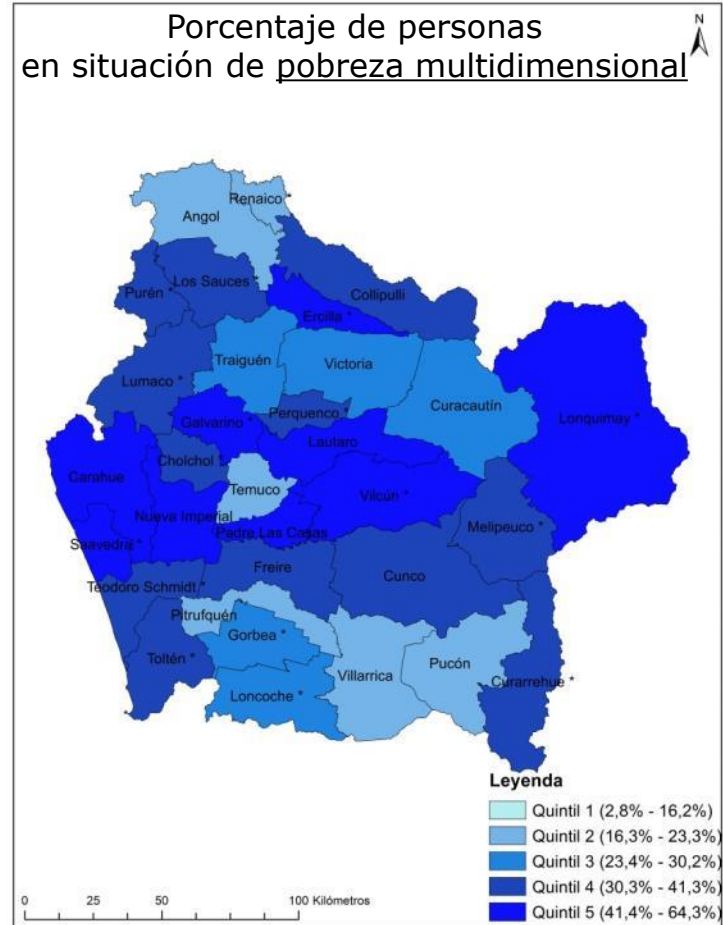 Porcentaje de personas
en situación de pobreza multidimensional
N
Renaico *
Angol
Los Sauces *
Purén *
Collipulli
Ercilla *
Traiguén
Victoria
Lumaco *
Curacautín
Perquenco *
Galvarino *
Lonquimay *
Lautaro
Cholchol *
Carahue
Temuco
Vilcún *
Nueva Imperial
Melipeuco *
Padre Las Casas
Saavedra *
Freire
Cunco
Teodoro Schmidt *
Pitrufquén
Gorbea *
Toltén *
Pucón
Villarrica
Curarrehue *
Loncoche *
Leyenda
Quintil 1 (2,8% - 16,2%)
Quintil 2 (16,3% - 23,3%)
Quintil 3 (23,4% - 30,2%)
Quintil 4 (30,3% - 41,3%)
Quintil 5 (41,4% - 64,3%)
0 25 50 100 Kilómetros